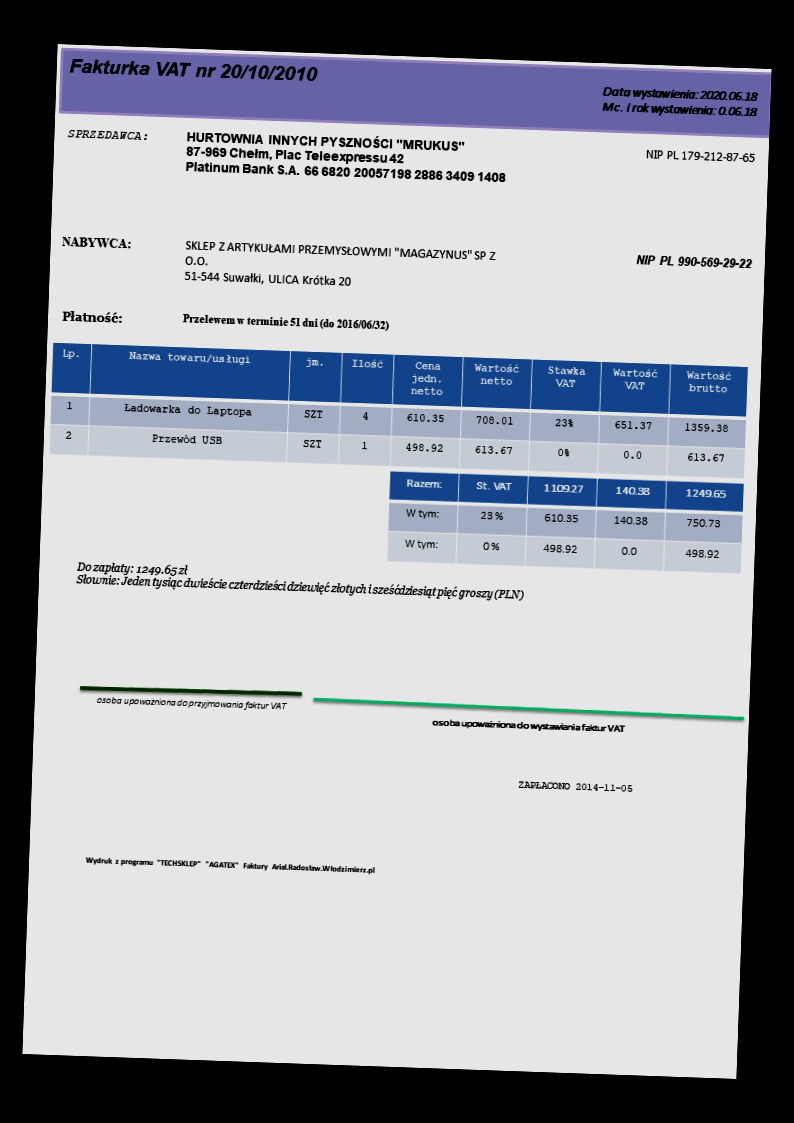 Fakturka VAT nr 20/10/2010
Data wystawienia: 2020.06.18
Mc. i rok wystawienia: 0.06.18
SPRZEDAWCA:
HURTOWNIA INNYCH PYSZNOŚCI "MRUKUS"
87-969 Chełm, Plac Teleexpressu 42
Platinum Bank S.A. 66 6820 20057198 2886 3409 1408
NIP PL 179-212-87-65
NABYWCA:
SKLEP Z ARTYKUŁAMI PRZEMYSŁOWYMI "MAGAZYNUS" SP Z
O.O.
51-544 Suwałki, ULICA Krótka 20
NIP PL 990-569-29-22
Płatność:
Przelewem w terminie 51 dni (do 2016/06/32)
Lp. Nazwa towaru/usługi jm. Ilość Cena jedn. netto Wartość netto Stawka VAT Wartość VAT Wartość brutto
1 Ładowarka do Laptopa SZT 4 610.35 708.01 23% 651.37 1359.38
2 Przewód USB SZT 1 498.92 613.67 0% 0.0 613.67
Razem: St. VAT 1109.27 140.38 1249.65
W tym: 23 % 610.35 140.38 750.73
W tym: 0 % 498.92 0.0 498.92
Do zapłaty: 1249.65 zł
Słownie: Jeden tysiąc dwieście czterdzieści dziewięć złotych i sześćdziesiąt pięć groszy (PLN)
osoba upoważniona do przyjmowania faktur VAT
osoba upoważniona do wystawiania faktur VAT
ZAPŁACONO 2014-11-05
Wydruk z programu "TECHSKLEP" "AGATEX" Faktury Arial.Radosław.Włodzimierz.pl